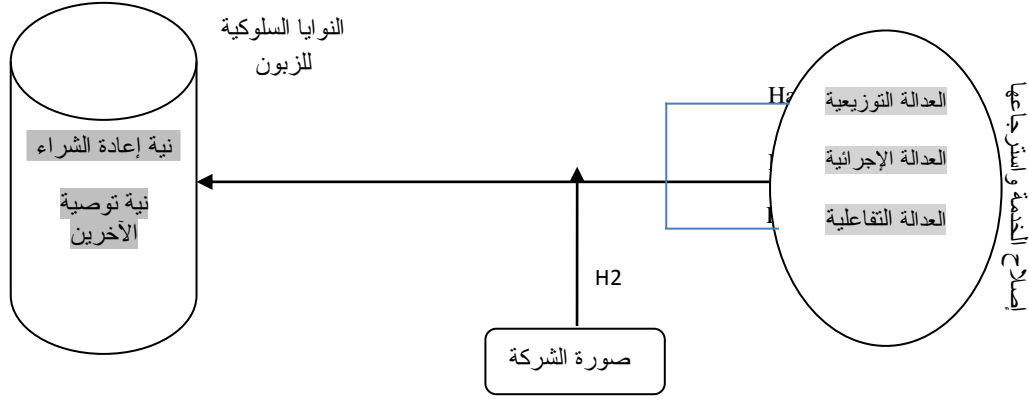 النوايا السلوكية
للزبون
نية إعادة الشراء
نية توصية
الآخرين
العدالة التوزيعية
العدالة الإجرائية
العدالة التفاعلية
إصلاح الخدمة واسترجاعها
Ha
H2
صورة الشركة